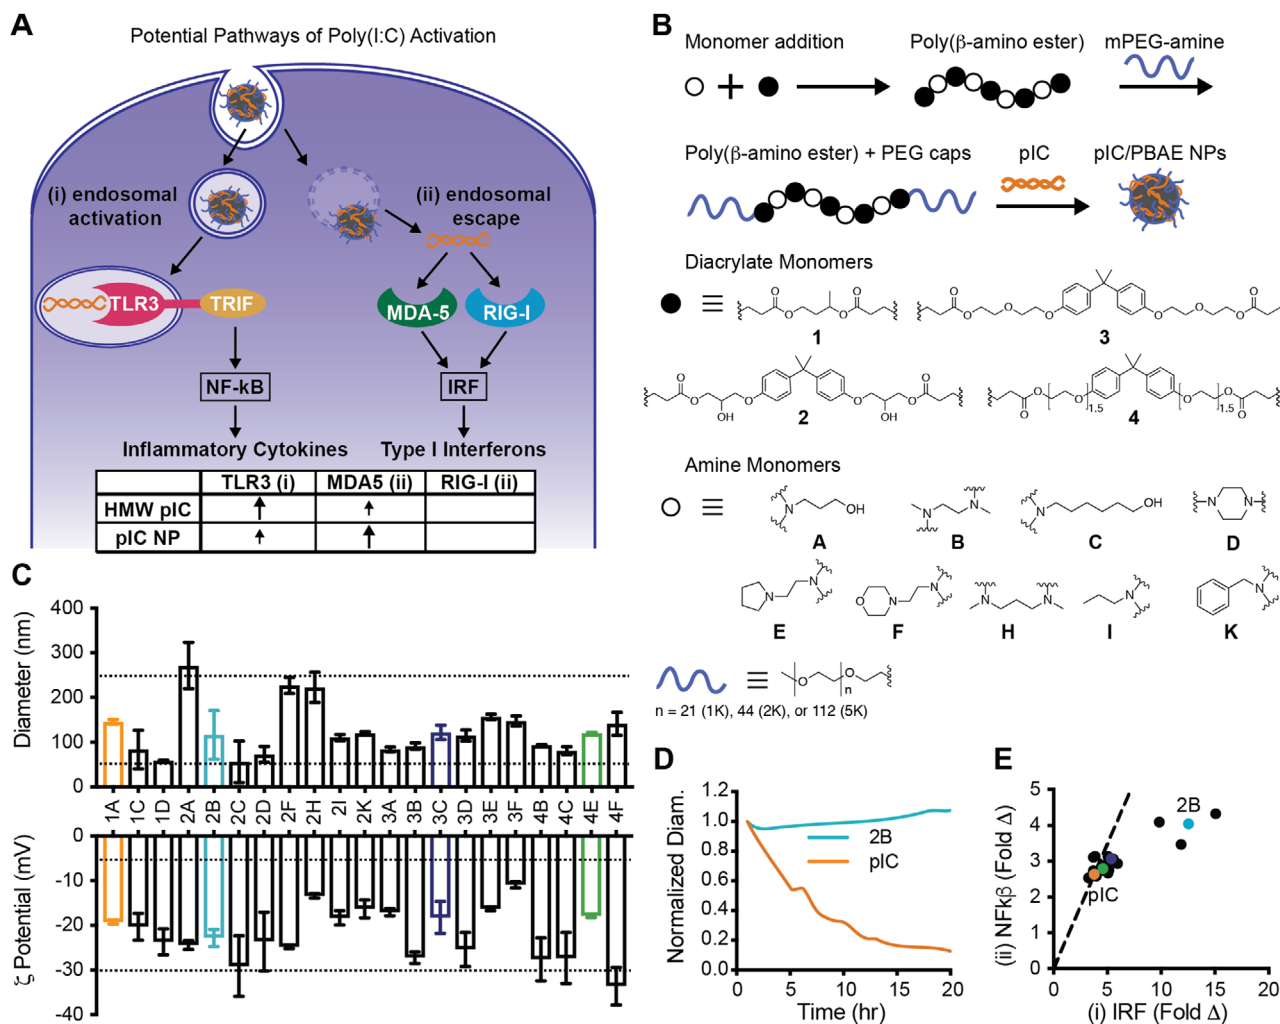 A
Potential Pathways of Poly(I:C) Activation
(i) endosomal
activation
(ii) endosomal
escape
TLR3
TRIF
MDA-5
RIG-I
NF-kB
IRF
Inflammatory Cytokines
Type I Interferons
TLR3 (i) MDA5 (ii) RIG-I (ii)
HMW pIC
pIC NP
B
Monomer addition
Poly(β-amino ester)
mPEG-amine
Poly(β-amino ester) + PEG caps
pIC
pIC/PBAE NPs
Diacrylate Monomers
O O O O
1
O O O O O O O O
3
O O OH O O OH O O
2
O O O 1.5 O 1.5 O O
4
Amine Monomers
N OH
A
N N
B
N OH
C
N N
D
N N
E
O N N
F
N N
H
N
I
N
K
O O n
n = 21 (1K), 44 (2K), or 112 (5K)
C
Diameter (nm)
400
300
200
100
0
1A 1C 1D 2A 2B 2C 2D 2F 2H 2I 2K 3A 3B 3C 3D 3E 3F 4B 4C 4E 4F
ζ Potential (mV)
0
-10
-20
-30
-40
D
Normalized Diam.
1.2
1.0
0.8
0.6
0.4
0.2
0.0
2B
pIC
0 5 10 15 20
Time (hr)
E
(ii) NFkβ (Fold Δ)
5
4
3
2
1
0
2B
pIC
0 5 10 15 20
(i) IRF (Fold Δ)